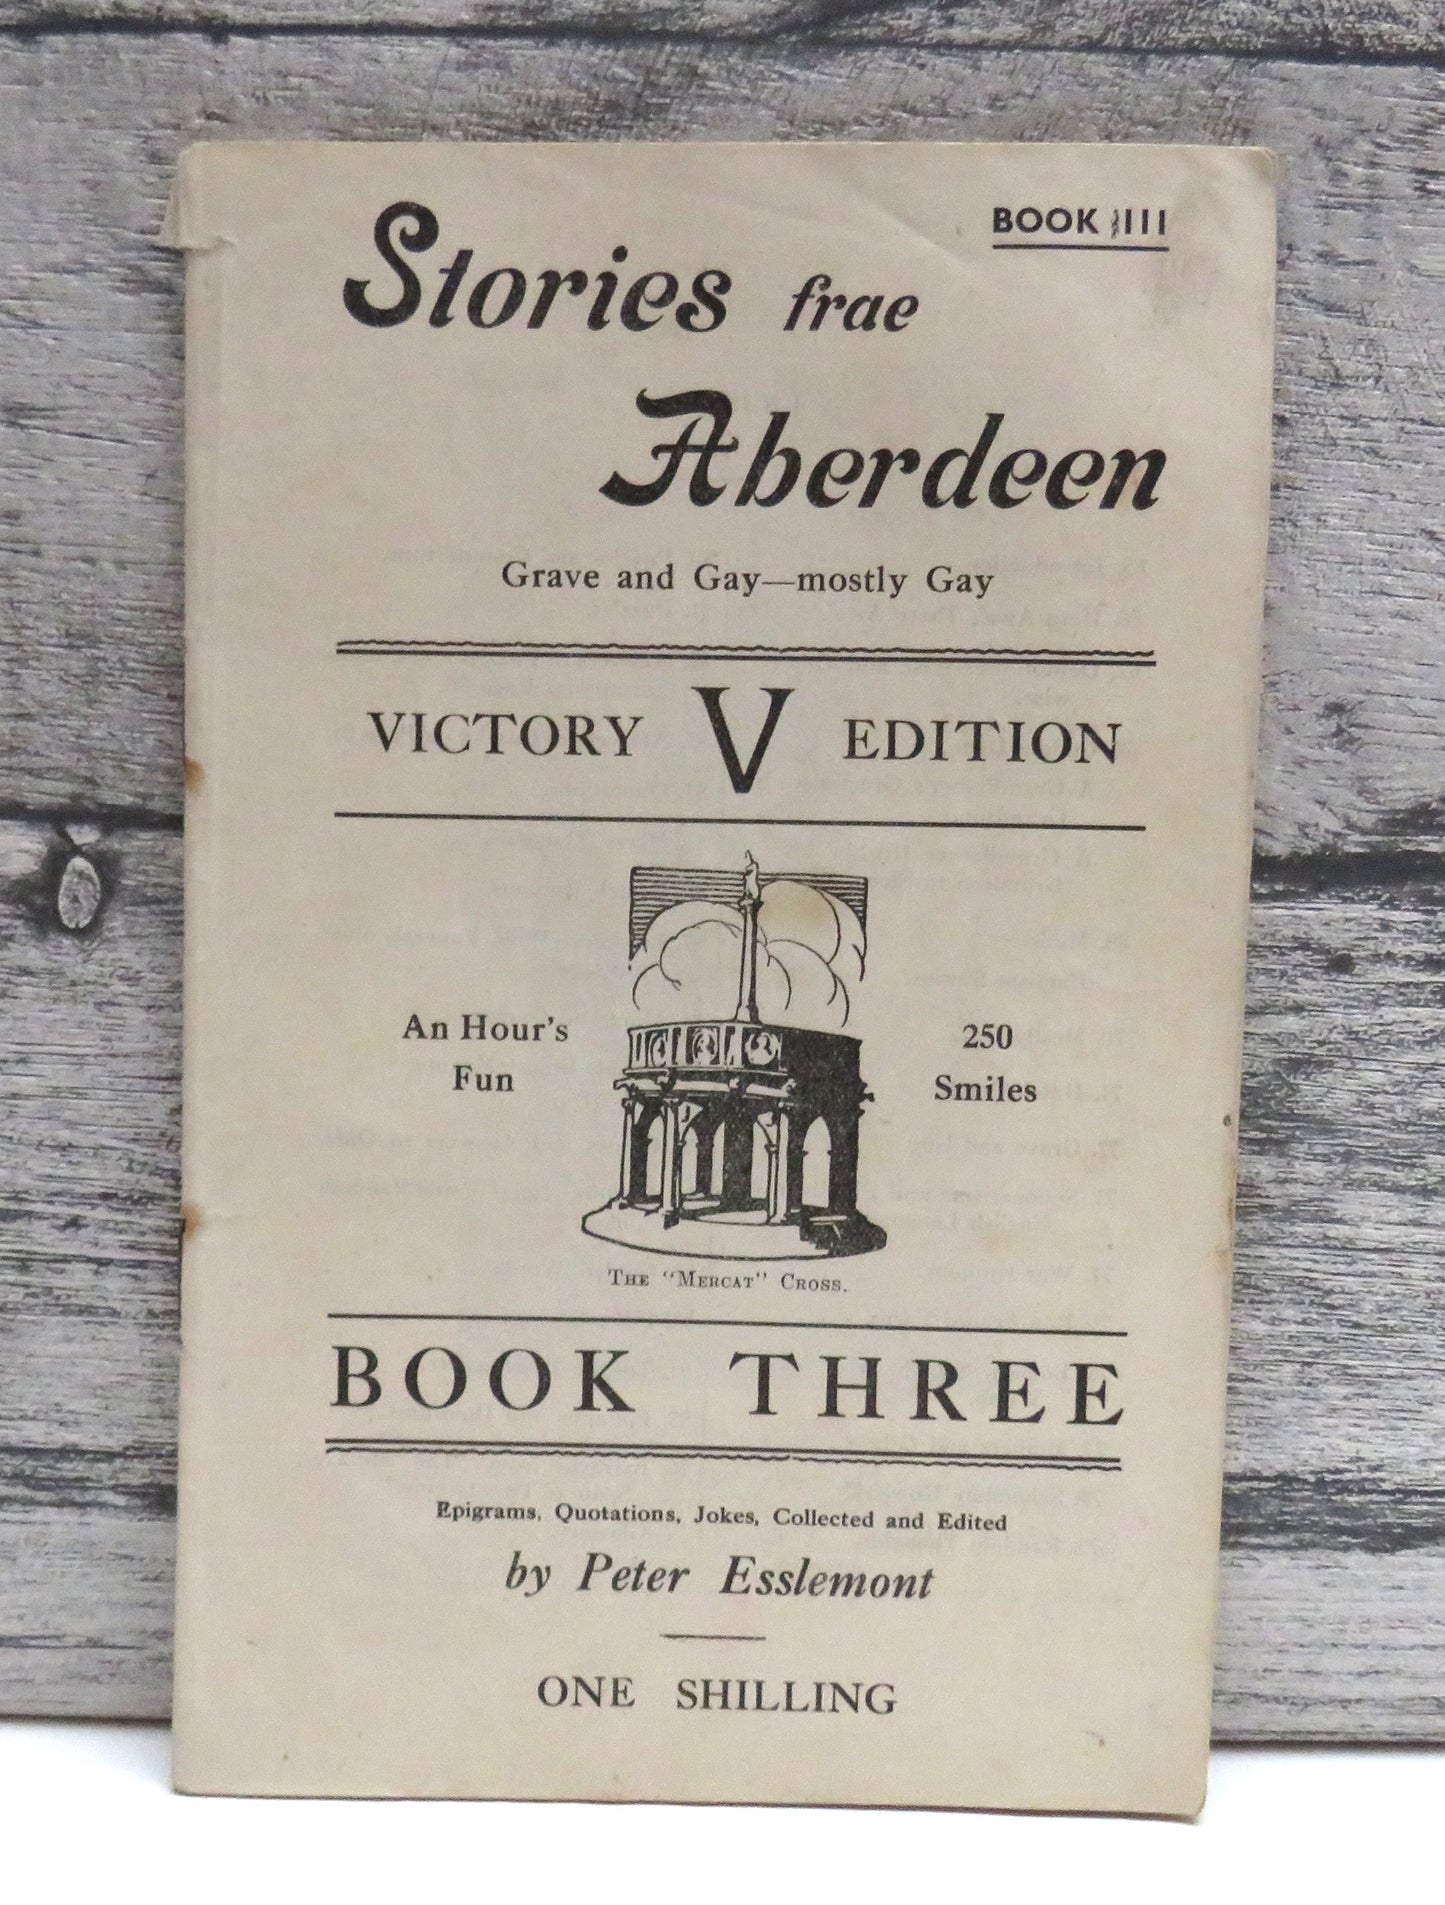 BOOK III
Stories frae
Aberdeen
Grave and Gay—mostly Gay
VICTORY V EDITION
An Hour's
Fun
250
Smiles
THE "MERCAT" CROSS.
BOOK THREE
Epigrams, Quotations, Jokes, Collected and Edited
by Peter Esslemont
ONE SHILLING